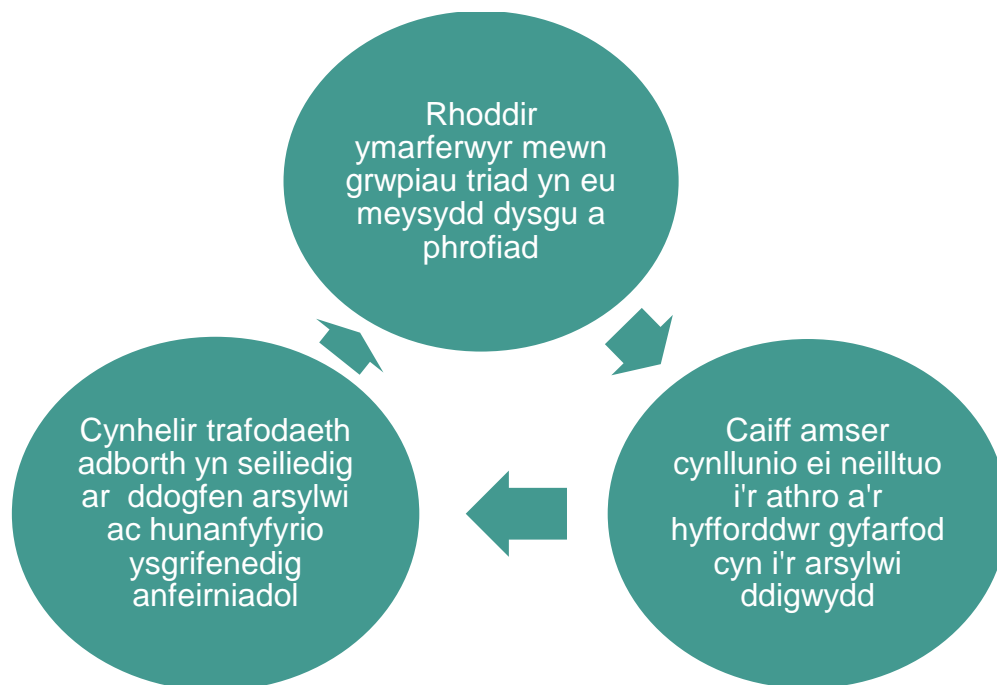 Rhoddir
ymarferwyr mewn
grwpiau triad yn eu
meysydd dysgu a
phrofiad
Caiff amser
cynllunio ei neilltuo
i'r athro a'r
hyfforddwr gyfarfod
cyn i'r arsylwi
ddigwydd
Cynhelir trafodaeth
adborth yn seiliedig
ar ddogfen arsylwi
ac hunanfyfyrio
ysgrifenedig
anfeirniadol